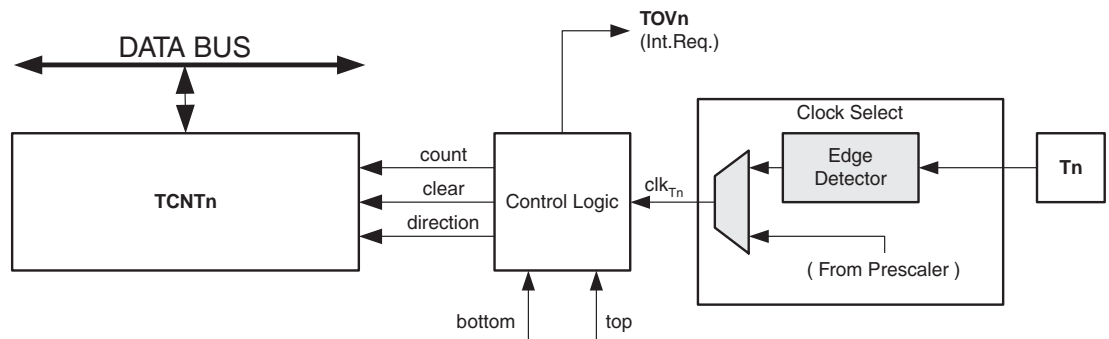 TOVn
(Int.Req.)
DATA BUS
Clock Select
count
Edge
Detector
Tn
TCNTn
clear
Control Logic
clkTn
direction
( From Prescaler )
bottom
top